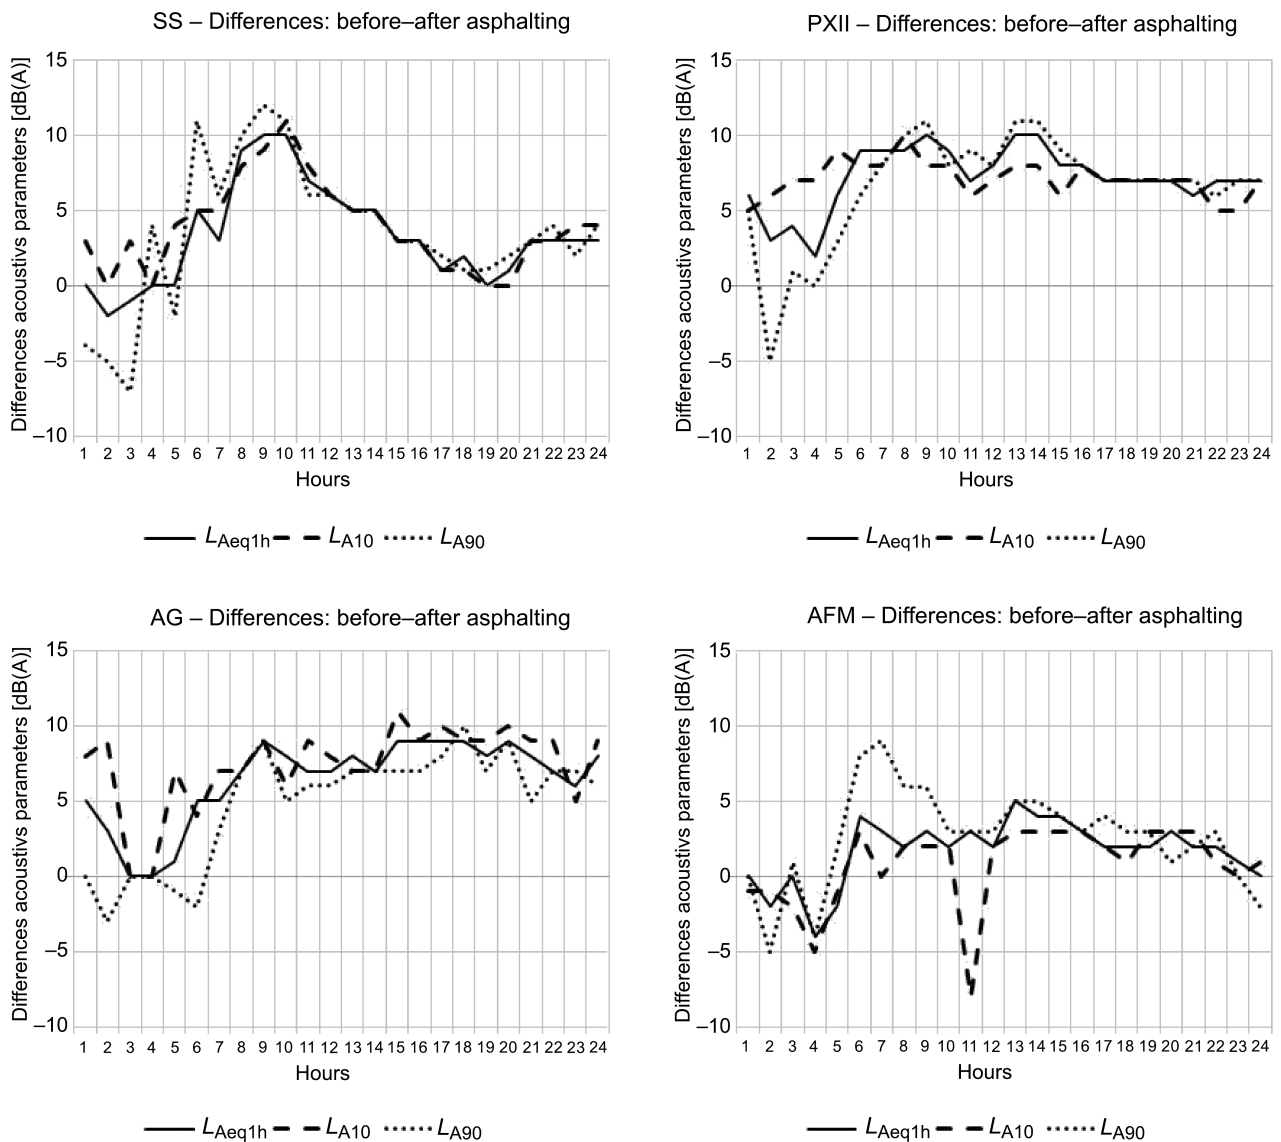 SS – Differences: before–after asphalting
Differences acoustivs parameters [dB(A)]
15
10
5
0
–5
–10
1 2 3 4 5 6 7 8 9 10 11 12 13 14 15 16 17 18 19 20 21 22 23 24
Hours
LAeq1h LA10 LA90
PXII – Differences: before–after asphalting
Differences acoustivs parameters [dB(A)]
15
10
5
0
–5
–10
1 2 3 4 5 6 7 8 9 10 11 12 13 14 15 16 17 18 19 20 21 22 23 24
Hours
LAeq1h LA10 LA90
AG – Differences: before–after asphalting
Differences acoustivs parameters [dB(A)]
15
10
5
0
–5
–10
1 2 3 4 5 6 7 8 9 10 11 12 13 14 15 16 17 18 19 20 21 22 23 24
Hours
LAeq1h LA10 LA90
AFM – Differences: before–after asphalting
Differences acoustivs parameters [dB(A)]
15
10
5
0
–5
–10
1 2 3 4 5 6 7 8 9 10 11 12 13 14 15 16 17 18 19 20 21 22 23 24
Hours
LAeq1h LA10 LA90